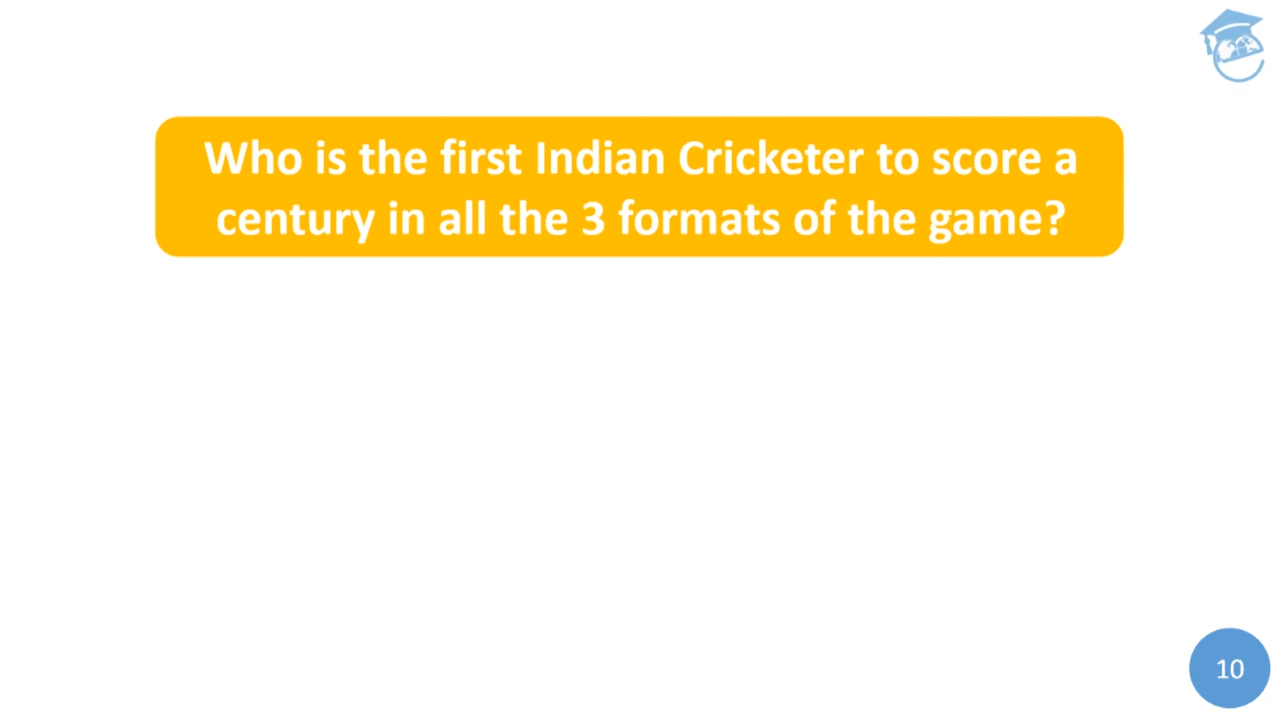 Who is the first Indian Cricketer to score a
century in all the 3 formats of the game?
10